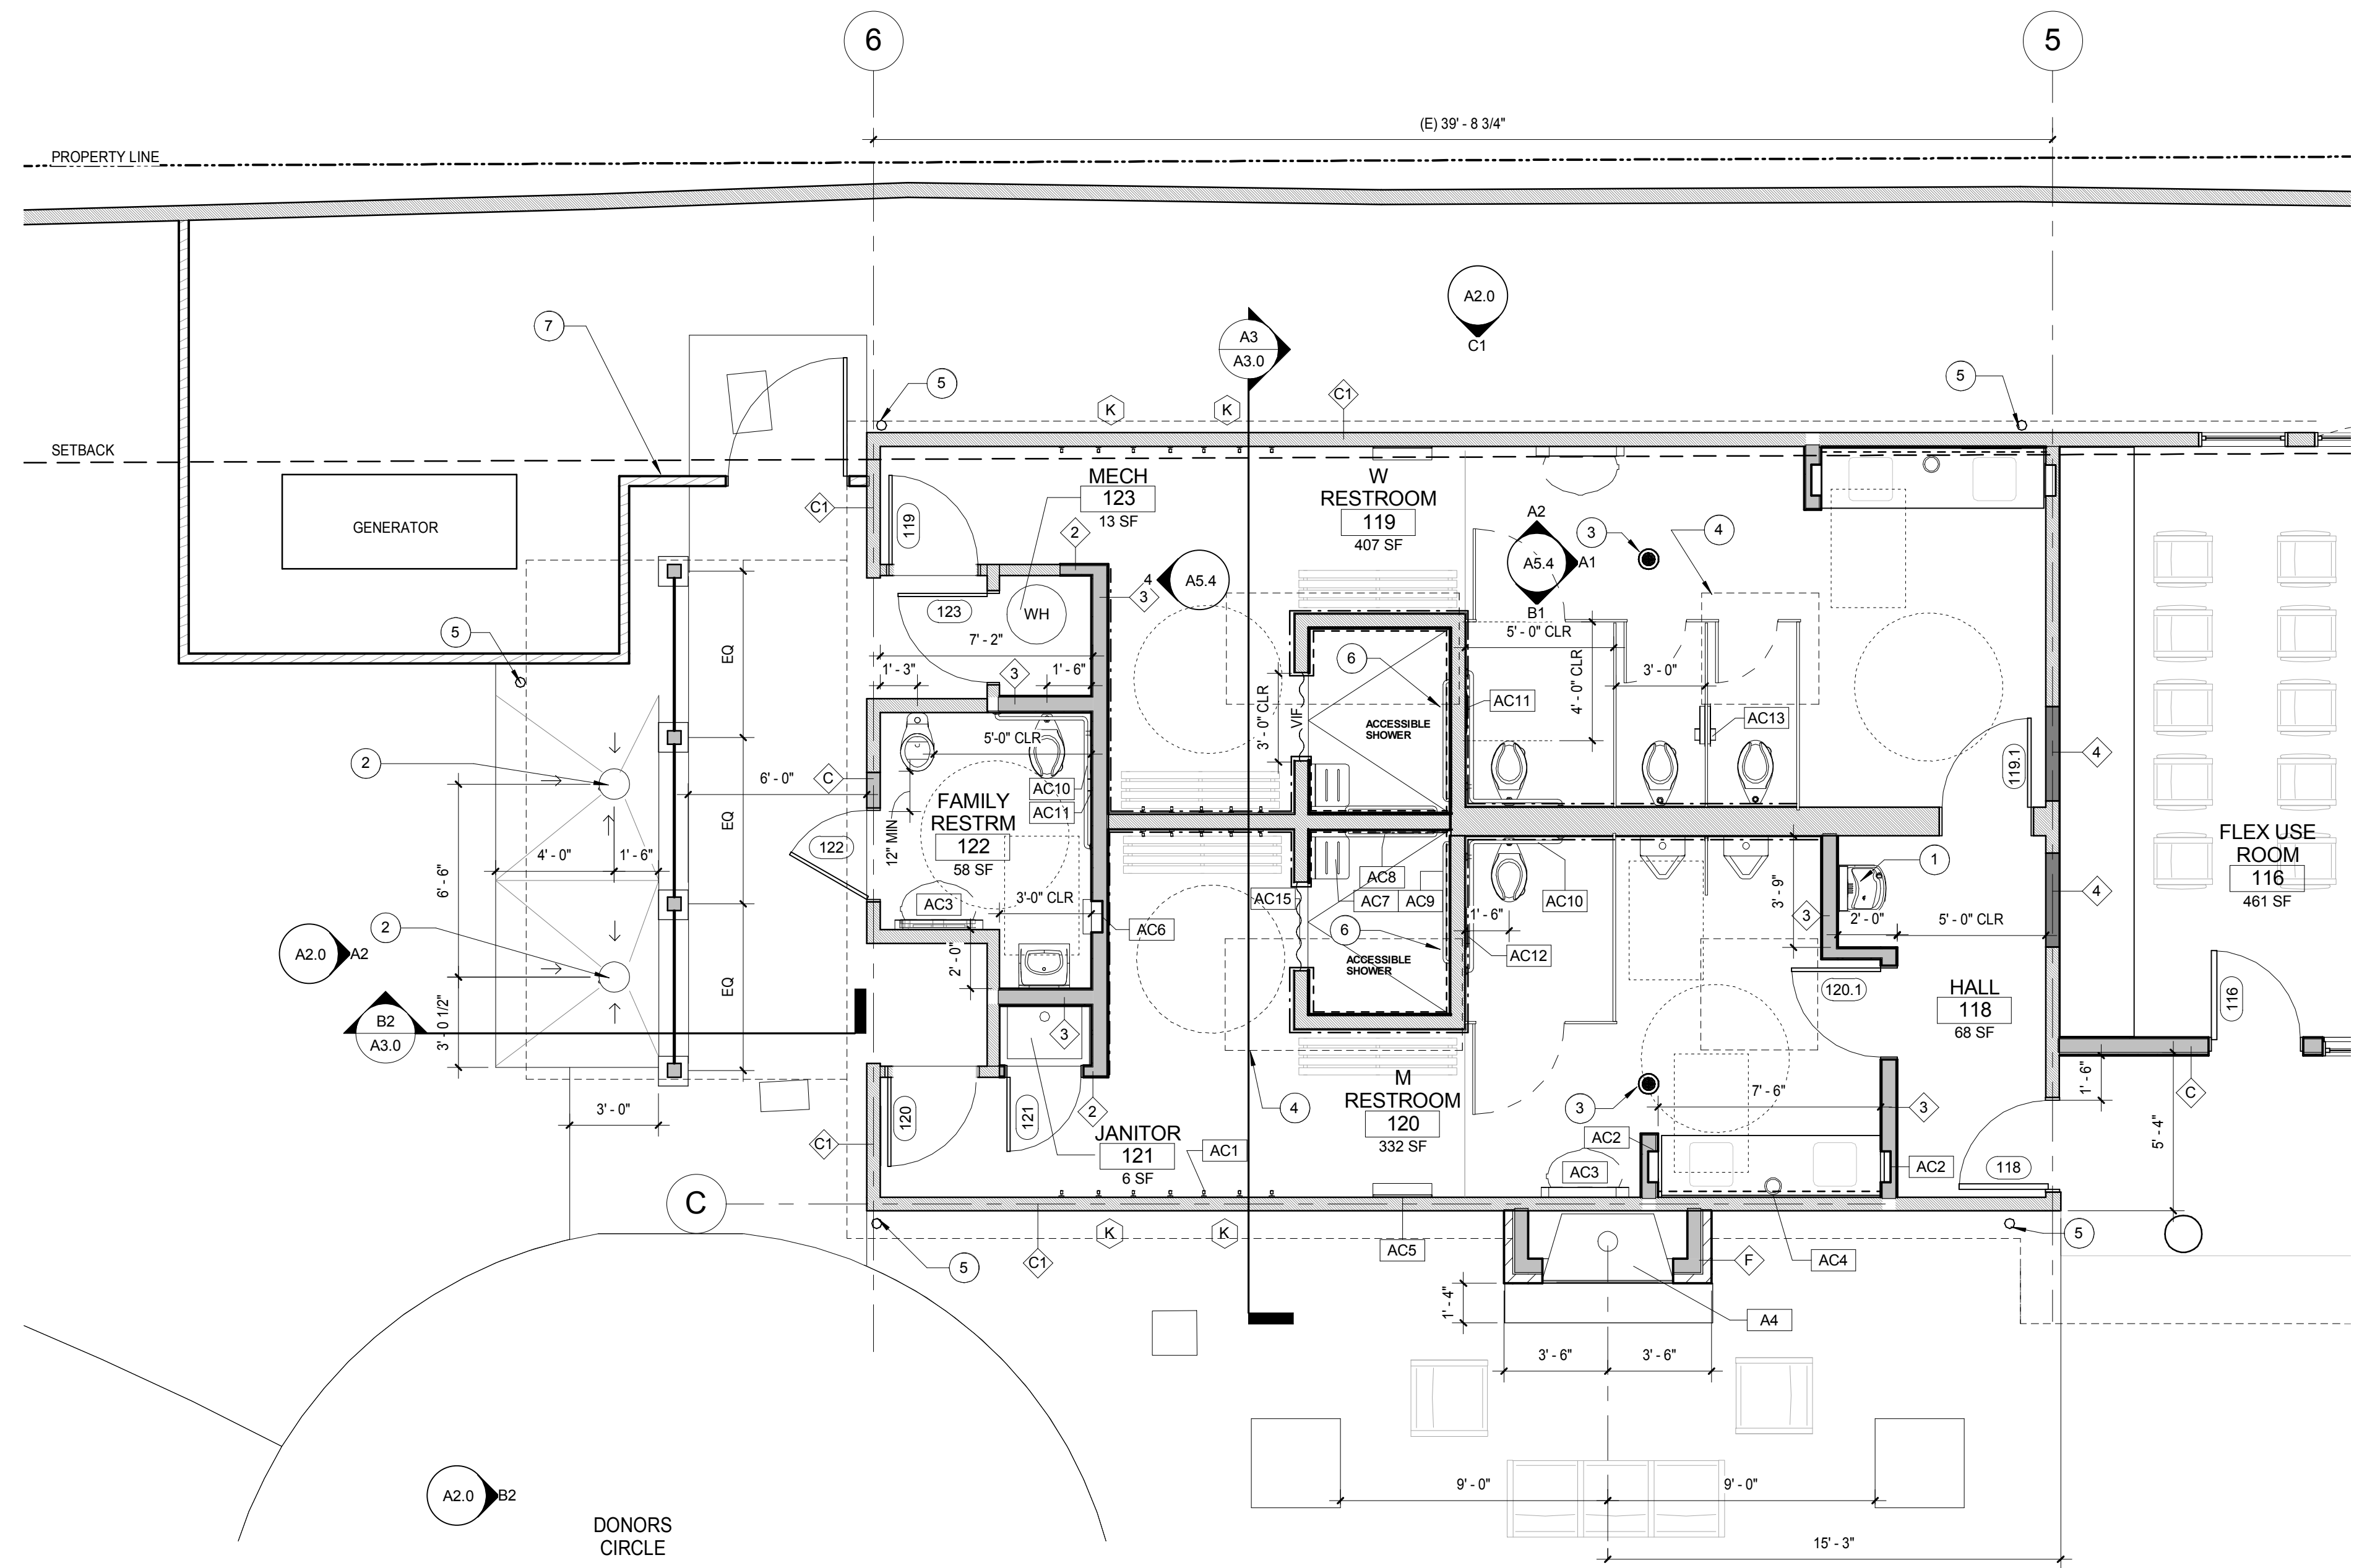 6
5
(E) 39' - 8 3/4"
PROPERTY LINE
A2.0
C1
7
A3
A3.0
5
5
K
K
C1
SETBACK
MECH
123
13 SF
W
RESTROOM
119
407 SF
C1
119
GENERATOR
2
A2
A5.4
A1
B1
3
4
4
A5.4
3
123
WH
7' - 2"
5
EQ
1' - 3"
3
1' - 6"
6
5' - 0" CLR
4' - 0" CLR
3' - 0"
AC11
AC13
3' - 0" CLR
VIF
ACCESSIBLE
SHOWER
119.1
4
2
C
6' - 0"
5'-0" CLR
AC10
AC11
FAMILY
RESTRM
122
58 SF
12" MIN
122
EQ
4' - 0"
1' - 6"
6' - 6"
AC3
3'-0" CLR
AC6
2' - 0"
AC15
AC8
AC7
AC9
AC10
1' - 6"
6
AC12
ACCESSIBLE
SHOWER
3' - 9"
3
1
2' - 0"
5' - 0" CLR
4
FLEX USE
ROOM
116
461 SF
116
2
A2.0
A2
B2
A3.0
3' - 0 1/2"
EQ
3
120.1
HALL
118
68 SF
1' - 6"
C
5' - 4"
3' - 0"
120
121
2
C1
JANITOR
121
6 SF
AC1
4
M
RESTROOM
120
332 SF
3
7' - 6"
3
AC2
AC3
AC2
118
C
K
K
C1
5
AC5
F
AC4
5
1' - 4"
A4
3' - 6"
3' - 6"
9' - 0"
9' - 0"
15' - 3"
A2.0
B2
DONORS
CIRCLE